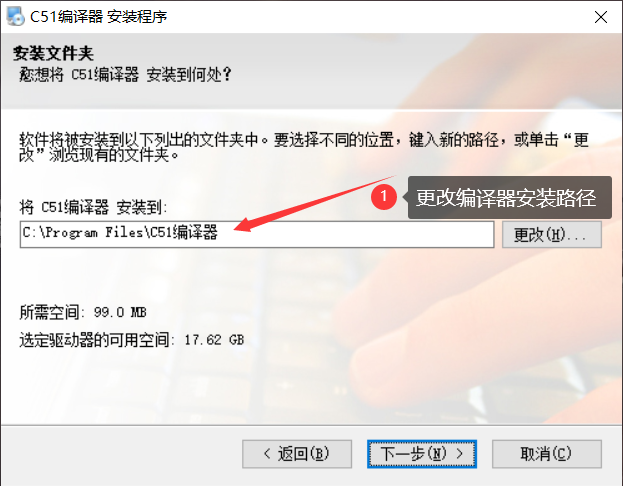 C51编译器 安装程序
安装文件夹
您想将 C51编译器 安装到何处?
软件将被安装到以下列出的文件夹中。要选择不同的位置，键入新的路径，或单击“更
改”浏览现有的文件夹。
1 更改编译器安装路径
将 C51编译器 安装到:
C:\Program Files\C51编译器
更改(H)...
所需空间: 99.0 MB
选定驱动器的可用空间: 17.62 GB
< 返回(B)
下一步(N) >
取消(C)